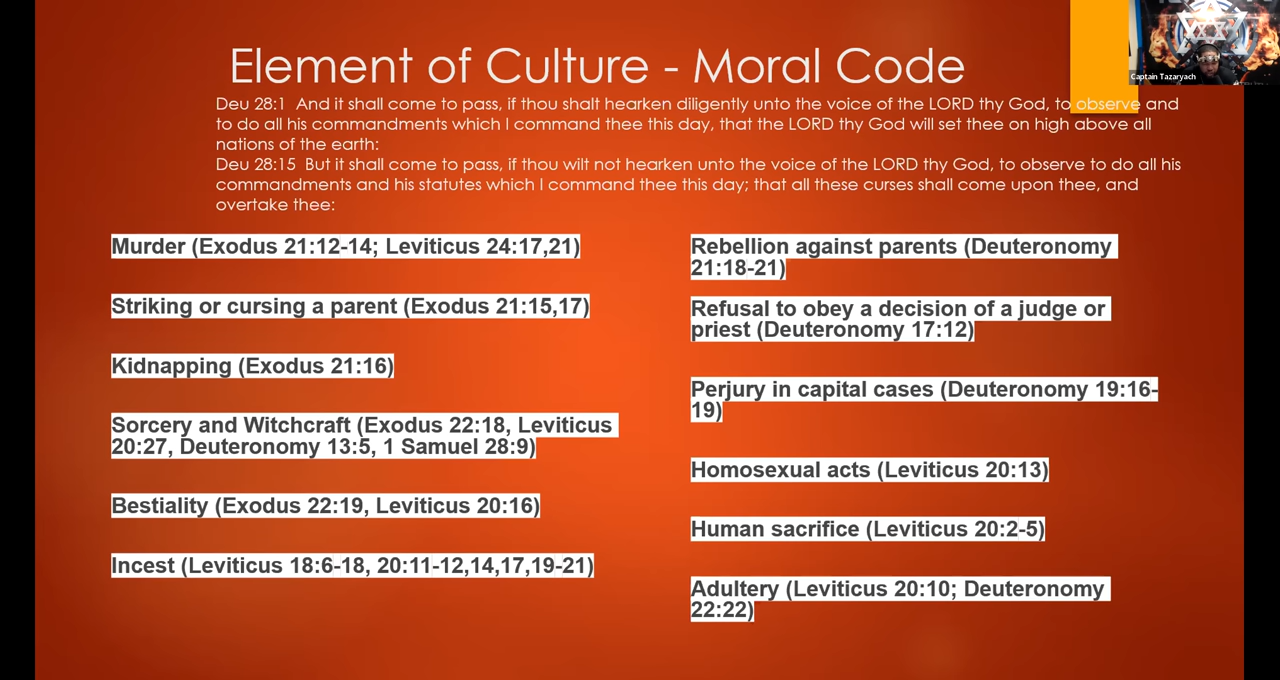 Element of Culture - Moral Code
Captain Tazaryach
Deu 28:1  And it shall come to pass, if thou shalt hearken diligently unto the voice of the LORD thy God, to observe and
to do all his commandments which I command thee this day, that the LORD thy God will set thee on high above all
nations of the earth:
Deu 28:15  But it shall come to pass, if thou wilt not hearken unto the voice of the LORD thy God, to observe to do all his
commandments and his statutes which I command thee this day; that all these curses shall come upon thee, and
overtake thee:
Murder (Exodus 21:12-14; Leviticus 24:17,21)
Striking or cursing a parent (Exodus 21:15,17)
Kidnapping (Exodus 21:16)
Sorcery and Witchcraft (Exodus 22:18, Leviticus
20:27, Deuteronomy 13:5, 1 Samuel 28:9)
Bestiality (Exodus 22:19, Leviticus 20:16)
Incest (Leviticus 18:6-18, 20:11-12,14,17,19-21)
Rebellion against parents (Deuteronomy
21:18-21)
Refusal to obey a decision of a judge or
priest (Deuteronomy 17:12)
Perjury in capital cases (Deuteronomy 19:16-
19)
Homosexual acts (Leviticus 20:13)
Human sacrifice (Leviticus 20:2-5)
Adultery (Leviticus 20:10; Deuteronomy
22:22)